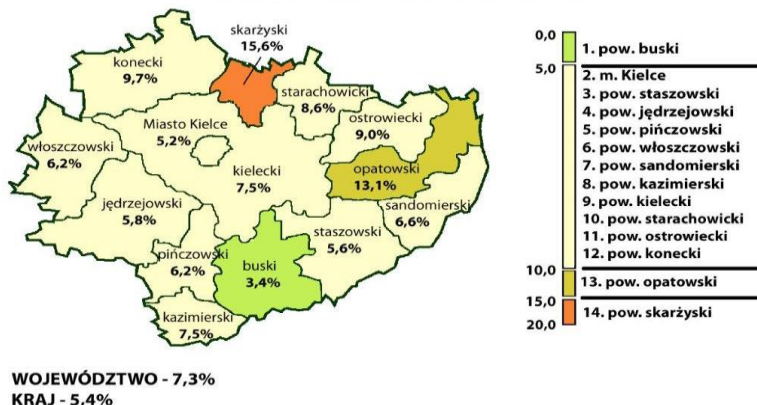 skarżyski
15,6%
konecki
9,7%
starachowicki
8,6%
Miasto Kielce
5,2%
ostrowiecki
9,0%
włoszczowski
6,2%
kielecki
7,5%
opatowski
13,1%
jędrzejowski
5,8%
sandomierski
6,6%
staszowski
5,6%
pińczowski
6,2%
buski
3,4%
kazimierski
7,5%
WOJEWÓDZTWO - 7,3%
KRAJ - 5,4%
0,0
1. pow. buski
5,0
2. m. Kielce
3. pow. staszowski
4. pow. jędrzejowski
5. pow. pińczowski
6. pow. włoszczowski
7. pow. sandomierski
8. pow. kazimierski
9. pow. kielecki
10. pow. starachowicki
11. pow. ostrowiecki
12. pow. konecki
10,0
13. pow. opatowski
15,0
14. pow. skarżyski
20,0